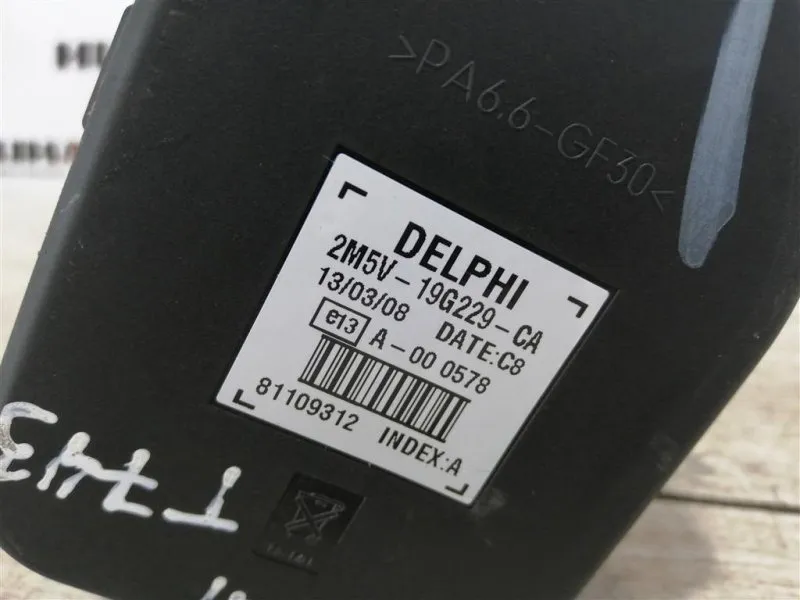 >PA6.6-GF30<
DELPHI
2M5V-19G229-CA
13/03/08 DATE:C8
e13 A-00 0578
81109312 INDEX:A